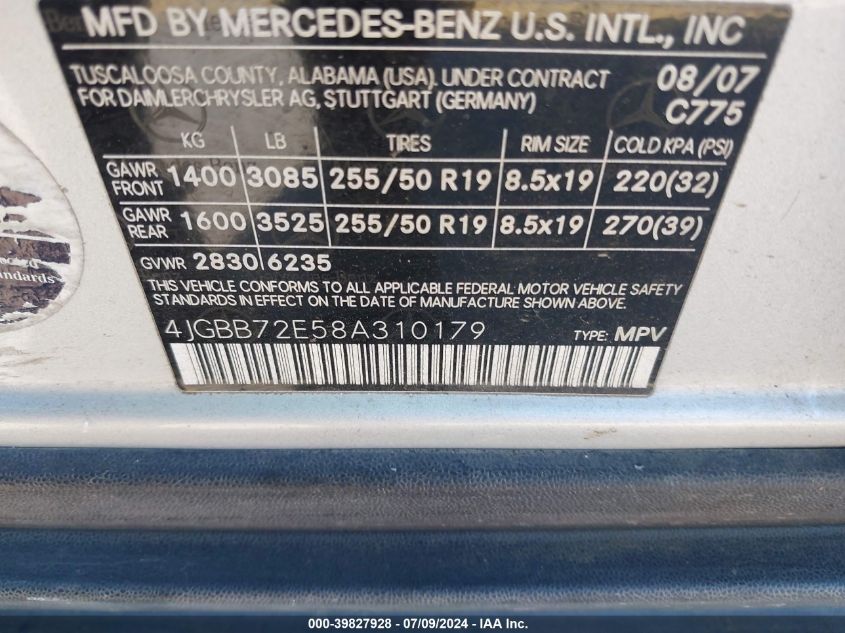 MFD BY MERCEDES-BENZ U.S. INTL., INC
TUSCALOOSA COUNTY, ALABAMA (USA). UNDER CONTRACT 08/07
FOR DAIMLERCHRYSLER AG, STUTTGART (GERMANY) C775
KG LB TIRES RIM SIZE COLD KPA (PSI)
GAWR FRONT 1400 3085 255/50 R19 8.5x19 220(32)
GAWR REAR 1600 3525 255/50 R19 8.5x19 270(39)
GVWR 2830 6235
THIS VEHICLE CONFORMS TO ALL APPLICABLE FEDERAL MOTOR VEHICLE SAFETY
STANDARDS IN EFFECT ON THE DATE OF MANUFACTURE SHOWN ABOVE.
4JGBB72E58A310179 TYPE: MPV
tandards
000-39827928 - 07/09/2024 - IAA Inc.